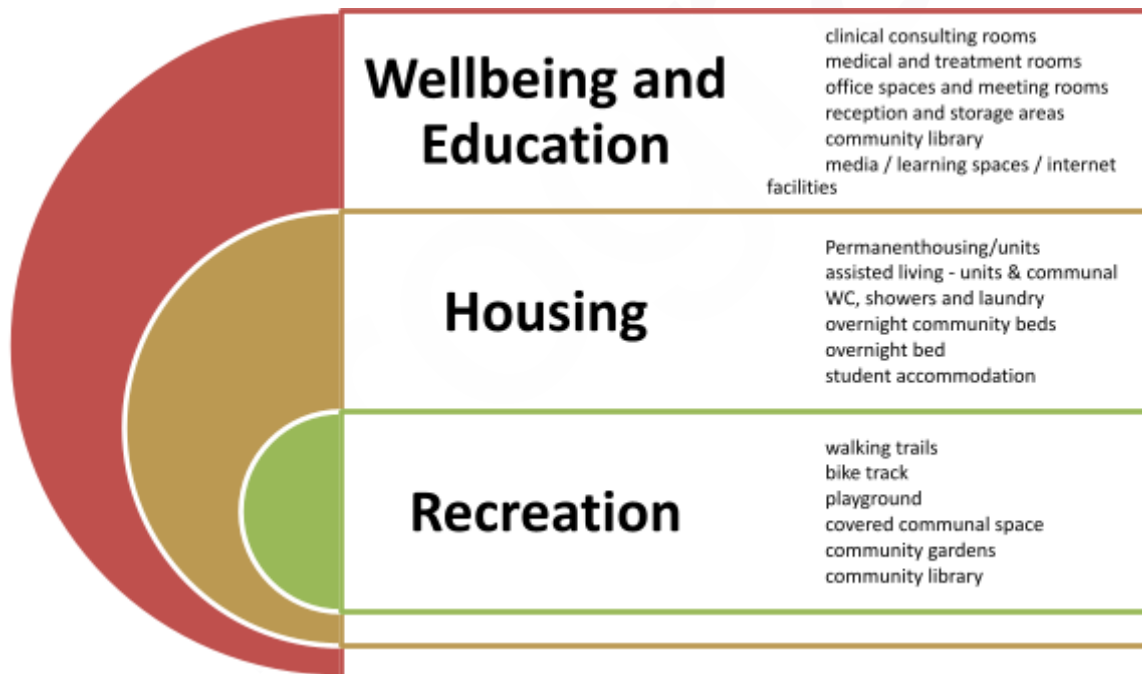 Wellbeing and
Education
clinical consulting rooms
medical and treatment rooms
office spaces and meeting rooms
reception and storage areas
community library
media / learning spaces / internet
facilities
Housing
Permanenthousing/units
assisted living - units & communal
WC, showers and laundry
overnight community beds
overnight bed
student accommodation
Recreation
walking trails
bike track
playground
covered communal space
community gardens
community library